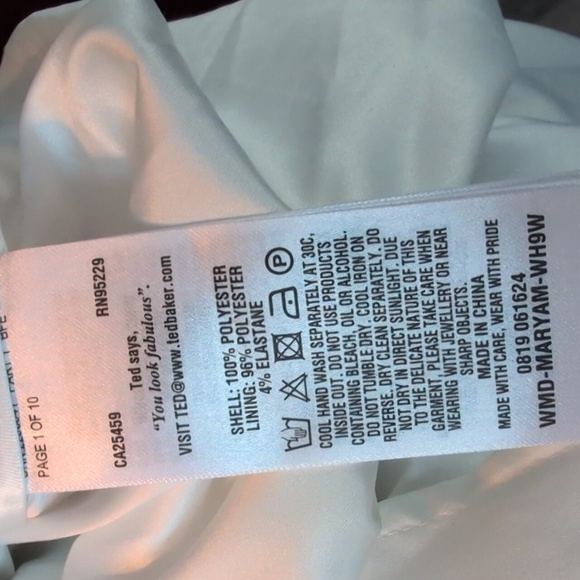 PAGE 1 OF 10
CA25459 RN95229
Ted says,
"You look fabulous".
VISIT TED@www.tedbaker.com
SHELL: 100% POLYESTER
LINING: 96% POLYESTER
4% ELASTANE
P
COOL HAND WASH SEPARATELY AT 30C,
INSIDE OUT. DO NOT USE PRODUCTS
CONTAINING BLEACH, OIL OR ALCOHOL.
DO NOT TUMBLE DRY. COOL IRON ON
REVERSE. DRY CLEAN SEPARATELY. DO
NOT DRY IN DIRECT SUNLIGHT. DUE
TO THE DELICATE NATURE OF THIS
GARMENT, PLEASE TAKE CARE WHEN
WEARING WITH JEWELLERY OR NEAR
SHARP OBJECTS.
MADE IN CHINA
MADE WITH CARE, WEAR WITH PRIDE
0819 061624
WMD-MARYAM-WH9W